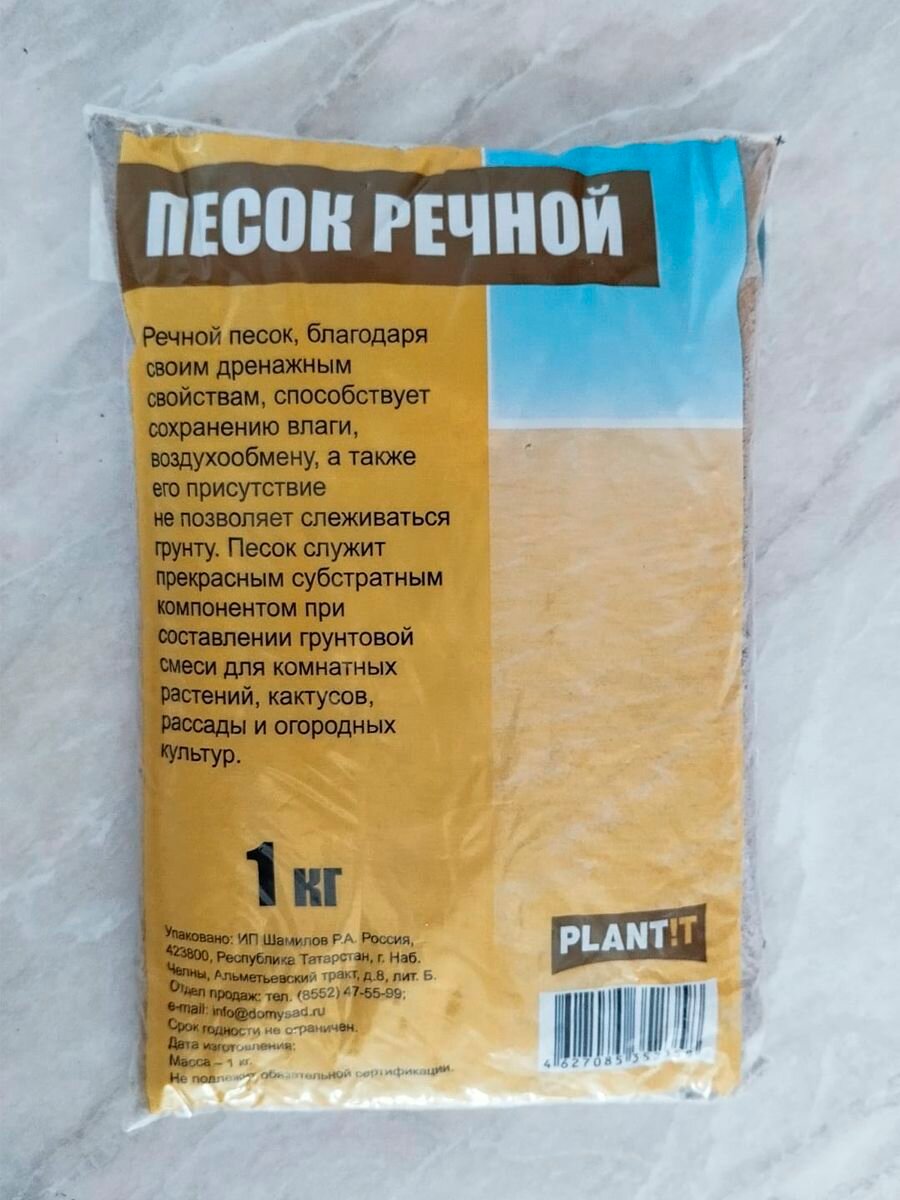 ПЕСОК РЕЧНОЙ
Речной песок, благодаря
своим дренажным
свойствам, способствует
сохранению влаги,
воздухообмену, а также
его присутствие
не позволяет слеживаться
грунту. Песок служит
прекрасным субстратным
компонентом при
составлении грунтовой
смеси для комнатных
растений, кактусов,
рассады и огородных
культур.
1 кг
Упаковано: ИП Шамилов Р.А. Россия,
423800, Республика Татарстан, г. Наб.
Челны, Альметьевский тракт, д.8, лит. Б.
Отдел продаж: тел. (8552) 47-55-99;
e-mail: info@domysad.ru
Срок годности не ограничен.
Дата изготовления:
Масса – 1 кг.
Не подлежит обязательной сертификации.
PLANT!T
4 627085